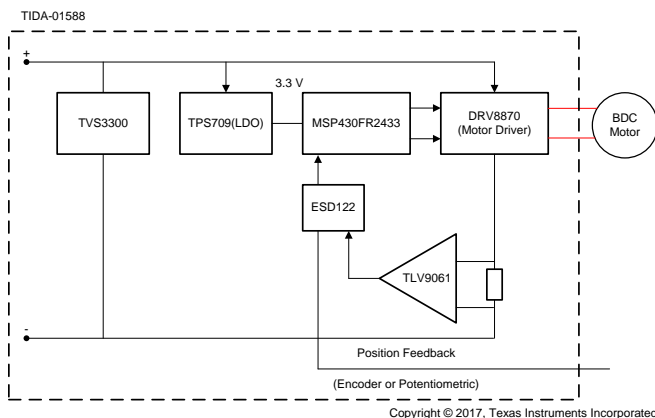 TIDA-01588
+
3.3 V
TVS3300
TPS709(LDO)
MSP430FR2433
DRV8870
(Motor Driver)
BDC
Motor
ESD122
TLV9061
-
Position Feedback
(Encoder or Potentiometric)
Copyright © 2017, Texas Instruments Incorporated